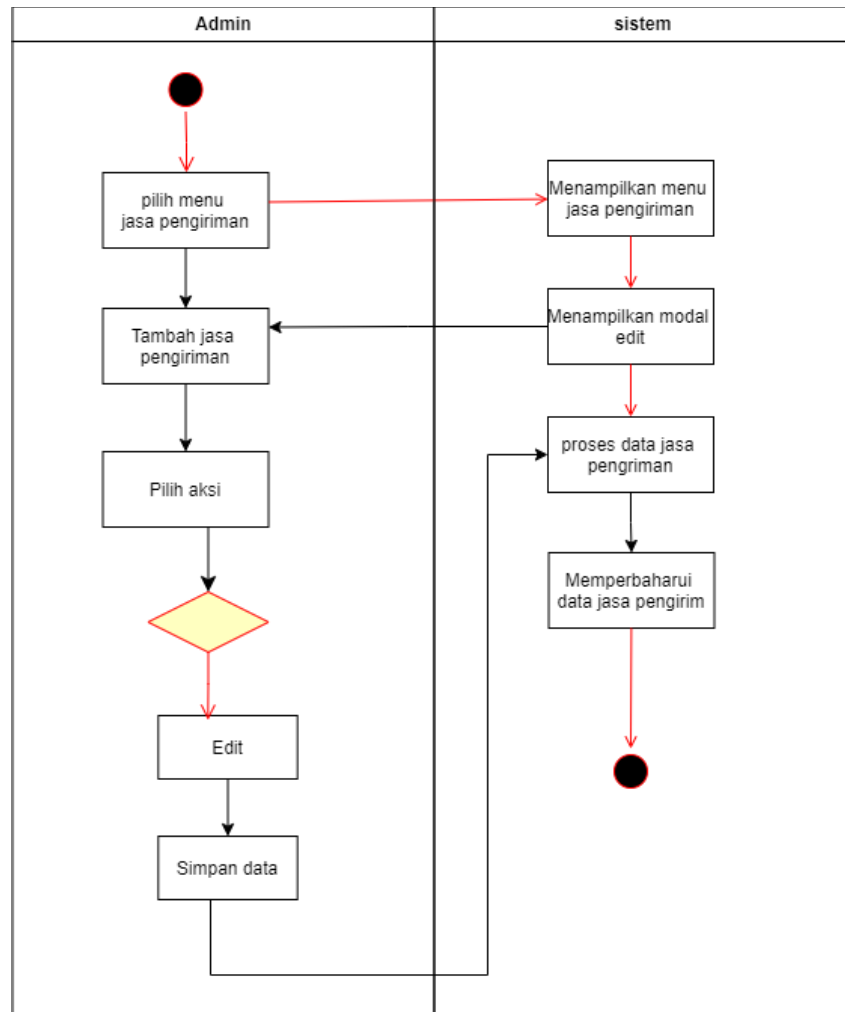 Admin
sistem
pilih menu
jasa pengiriman
Menampilkan menu
jasa pengiriman
Tambah jasa
pengiriman
Menampilkan modal
edit
Pilih aksi
proses data jasa
pengriman
Memperbaharui
data jasa pengirim
Edit
Simpan data